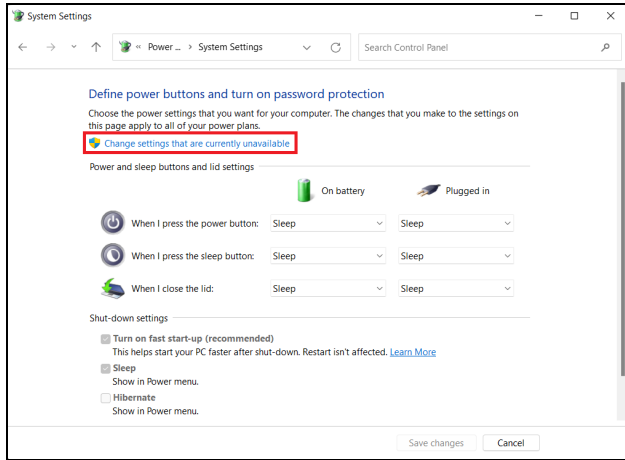 System Settings
« Power ... › System Settings
Search Control Panel
Define power buttons and turn on password protection
Choose the power settings that you want for your computer. The changes that you make to the settings on
this page apply to all of your power plans.
Change settings that are currently unavailable
Power and sleep buttons and lid settings
On battery Plugged in
When I press the power button: Sleep Sleep
When I press the sleep button: Sleep Sleep
When I close the lid: Sleep Sleep
Shut-down settings
Turn on fast start-up (recommended)
This helps start your PC faster after shut-down. Restart isn't affected. Learn More
Sleep
Show in Power menu.
Hibernate
Show in Power menu.
Save changes Cancel